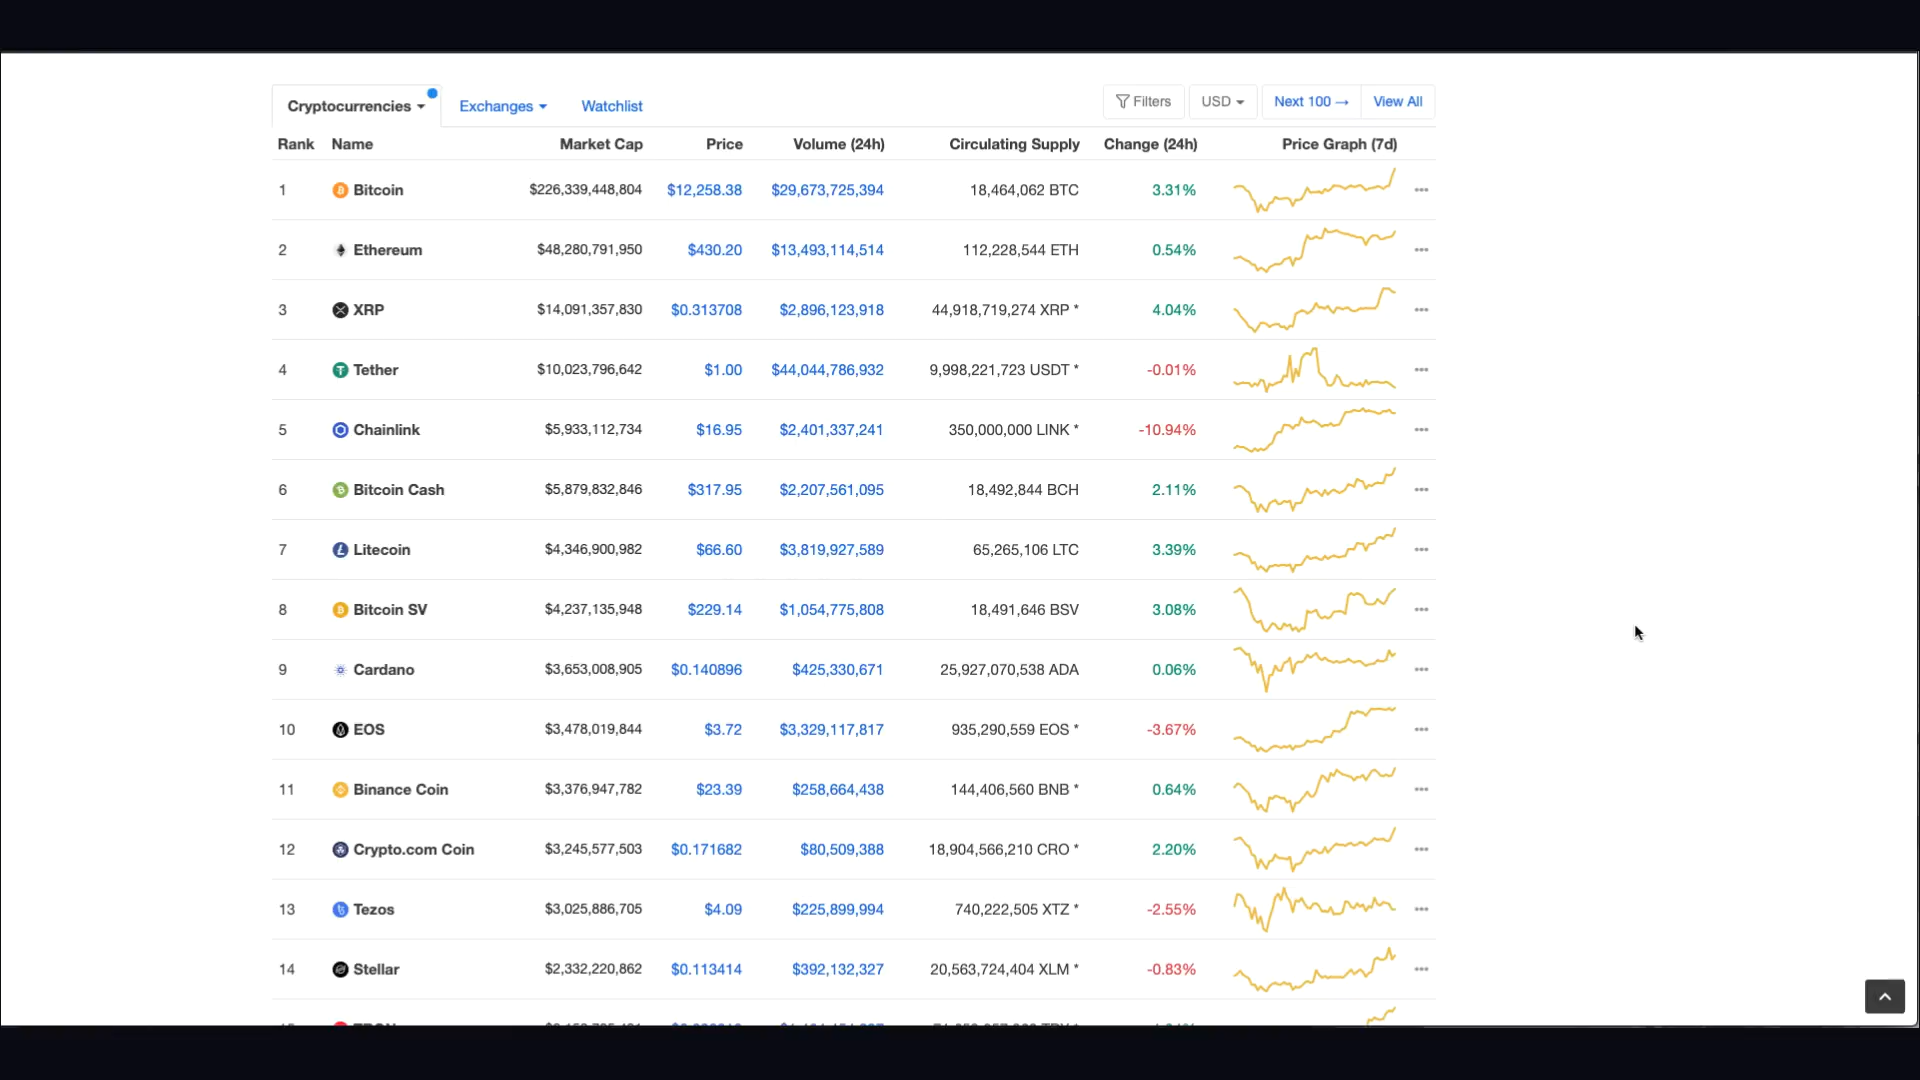 Cryptocurrencies Exchanges Watchlist Filters USD Next 100 → View All
Rank Name Market Cap Price Volume (24h) Circulating Supply Change (24h) Price Graph (7d)
1 Bitcoin $226,339,448,804 $12,258.38 $29,673,725,394 18,464,062 BTC 3.31%
2 Ethereum $48,280,791,950 $430.20 $13,493,114,514 112,228,544 ETH 0.54%
3 XRP $14,091,357,830 $0.313708 $2,896,123,918 44,918,719,274 XRP * 4.04%
4 Tether $10,023,796,642 $1.00 $44,044,786,932 9,998,221,723 USDT * -0.01%
5 Chainlink $5,933,112,734 $16.95 $2,401,337,241 350,000,000 LINK * -10.94%
6 Bitcoin Cash $5,879,832,846 $317.95 $2,207,561,095 18,492,844 BCH 2.11%
7 Litecoin $4,346,900,982 $66.60 $3,819,927,589 65,265,106 LTC 3.39%
8 Bitcoin SV $4,237,135,948 $229.14 $1,054,775,808 18,491,646 BSV 3.08%
9 Cardano $3,653,008,905 $0.140896 $425,330,671 25,927,070,538 ADA 0.06%
10 EOS $3,478,019,844 $3.72 $3,329,117,817 935,290,559 EOS * -3.67%
11 Binance Coin $3,376,947,782 $23.39 $258,664,438 144,406,560 BNB * 0.64%
12 Crypto.com Coin $3,245,577,503 $0.171682 $80,509,388 18,904,566,210 CRO * 2.20%
13 Tezos $3,025,886,705 $4.09 $225,899,994 740,222,505 XTZ * -2.55%
14 Stellar $2,332,220,862 $0.113414 $392,132,327 20,563,724,404 XLM * -0.83%